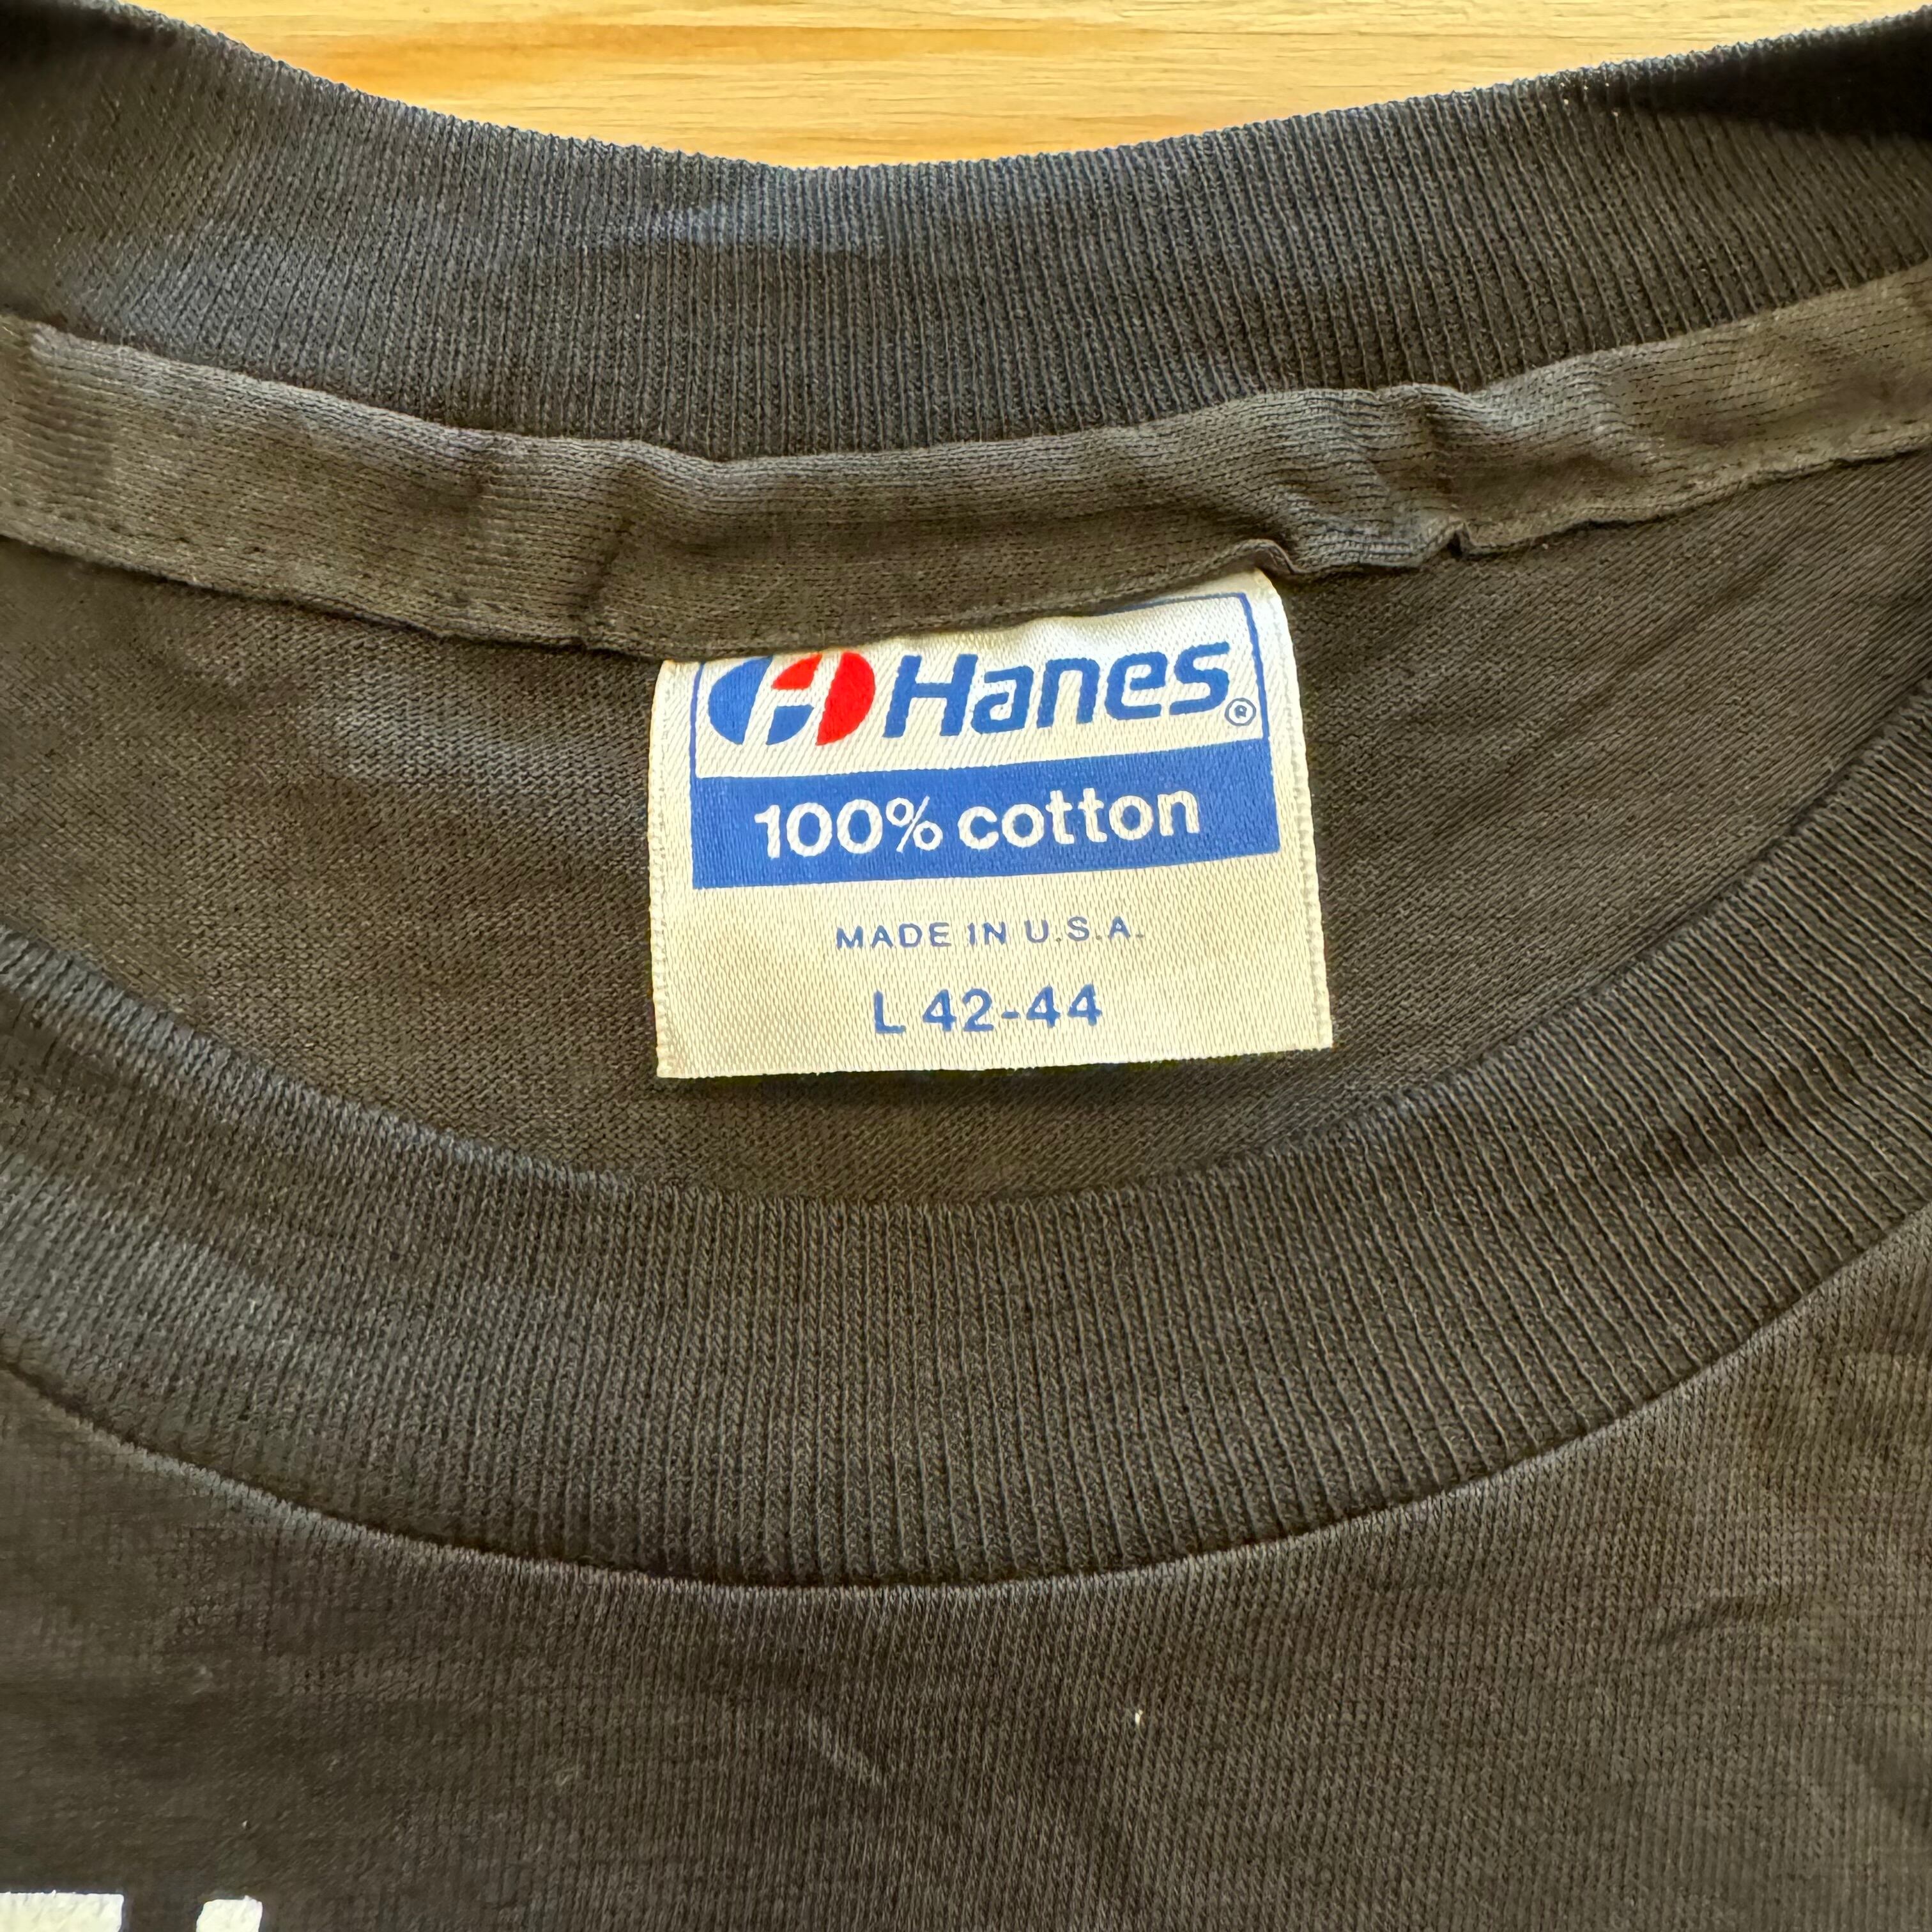 Hanes®
100% cotton
MADE IN U.S.A.
L 42-44